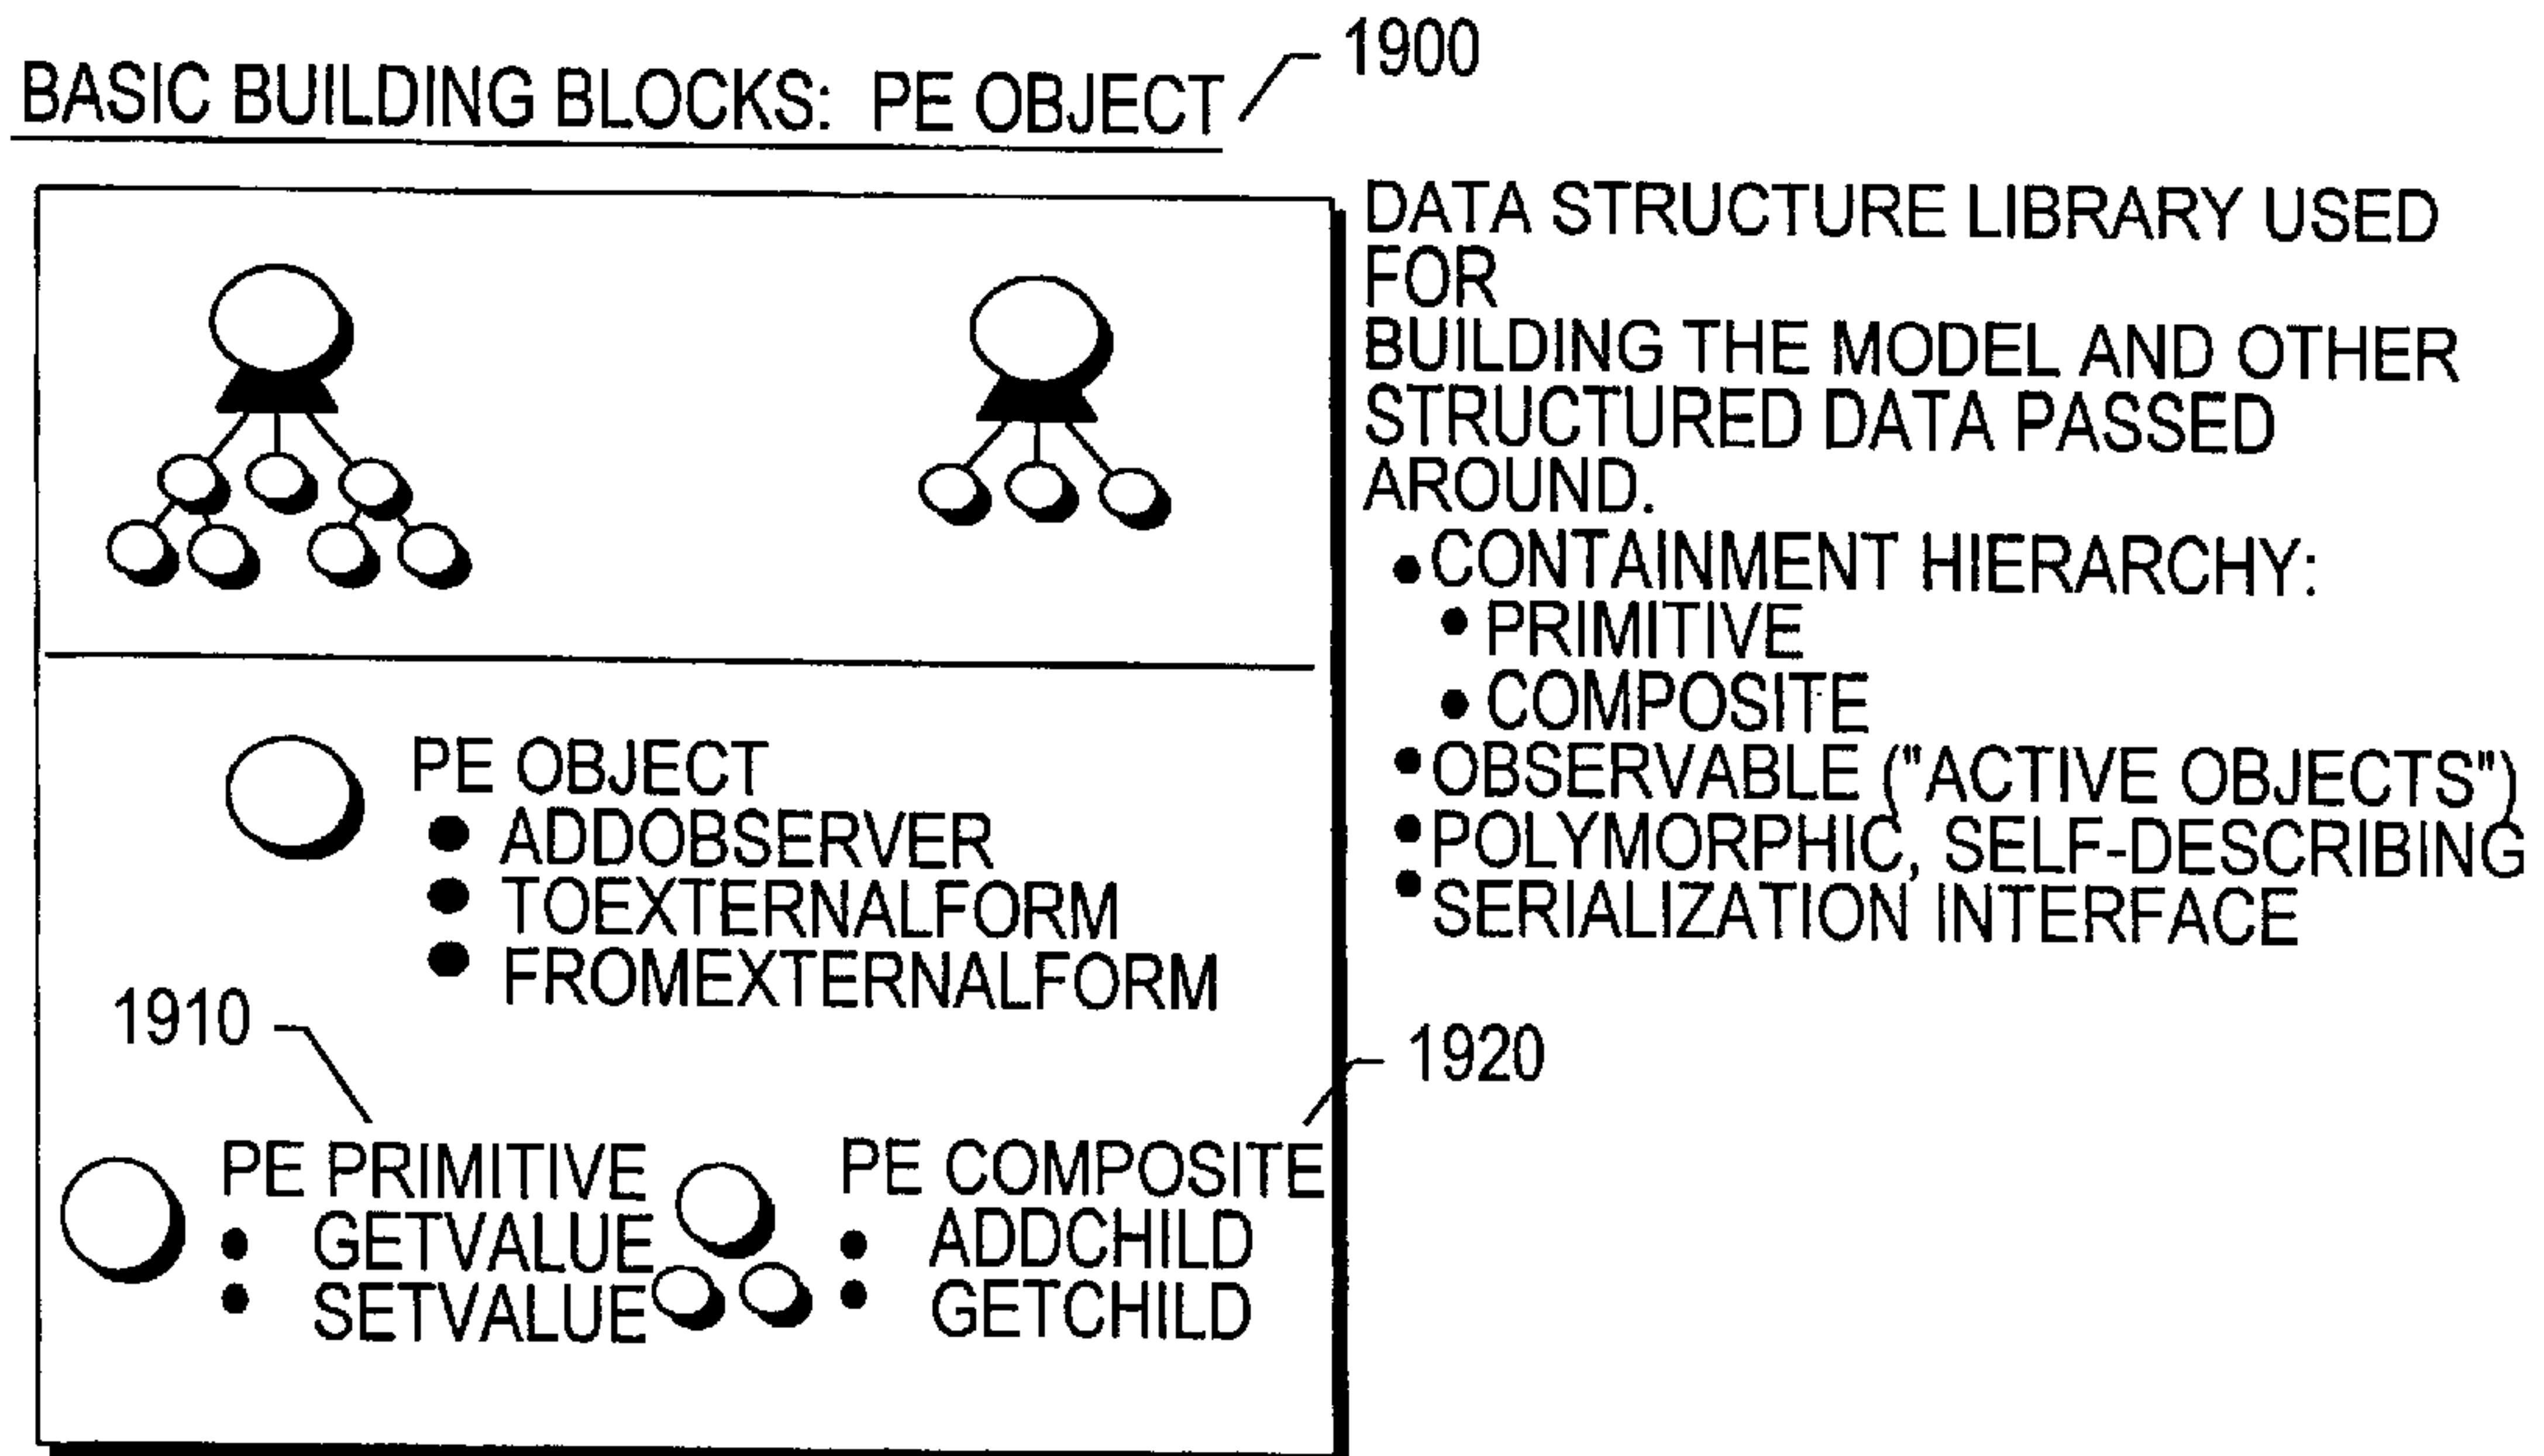 1900
BASIC BUILDING BLOCKS: PE OBJECT
DATA STRUCTURE LIBRARY USED
FOR
BUILDING THE MODEL AND OTHER
STRUCTURED DATA PASSED
AROUND.
• CONTAINMENT HIERARCHY:
• PRIMITIVE
• COMPOSITE
• OBSERVABLE ("ACTIVE OBJECTS")
• POLYMORPHIC, SELF-DESCRIBING
• SERIALIZATION INTERFACE
PE OBJECT
• ADDOBSERVER
• TOEXTERNALFORM
• FROMEXTERNALFORM
1910
1920
PE PRIMITIVE
• GETVALUE
• SETVALUE
PE COMPOSITE
• ADDCHILD
• GETCHILD